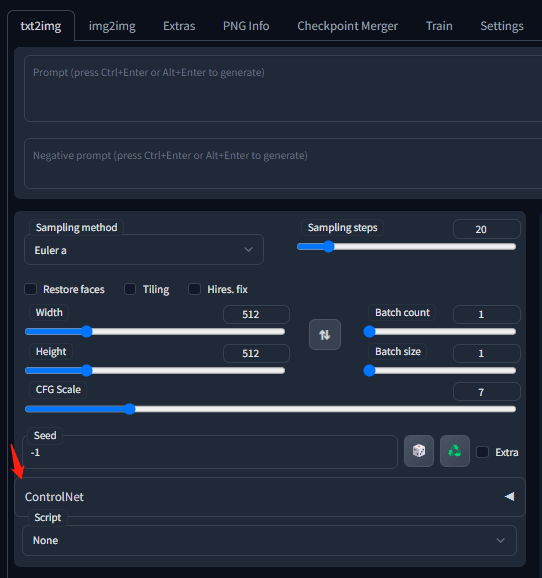 txt2img img2img Extras PNG Info Checkpoint Merger Train Settings
Prompt (press Ctrl+Enter or Alt+Enter to generate)
Negative prompt (press Ctrl+Enter or Alt+Enter to generate)
Sampling method Sampling steps 20
Euler a
Restore faces Tiling Hires. fix
Width 512 Batch count 1
Height 512 Batch size 1
CFG Scale 7
Seed
-1 Extra
ControlNet
Script
None